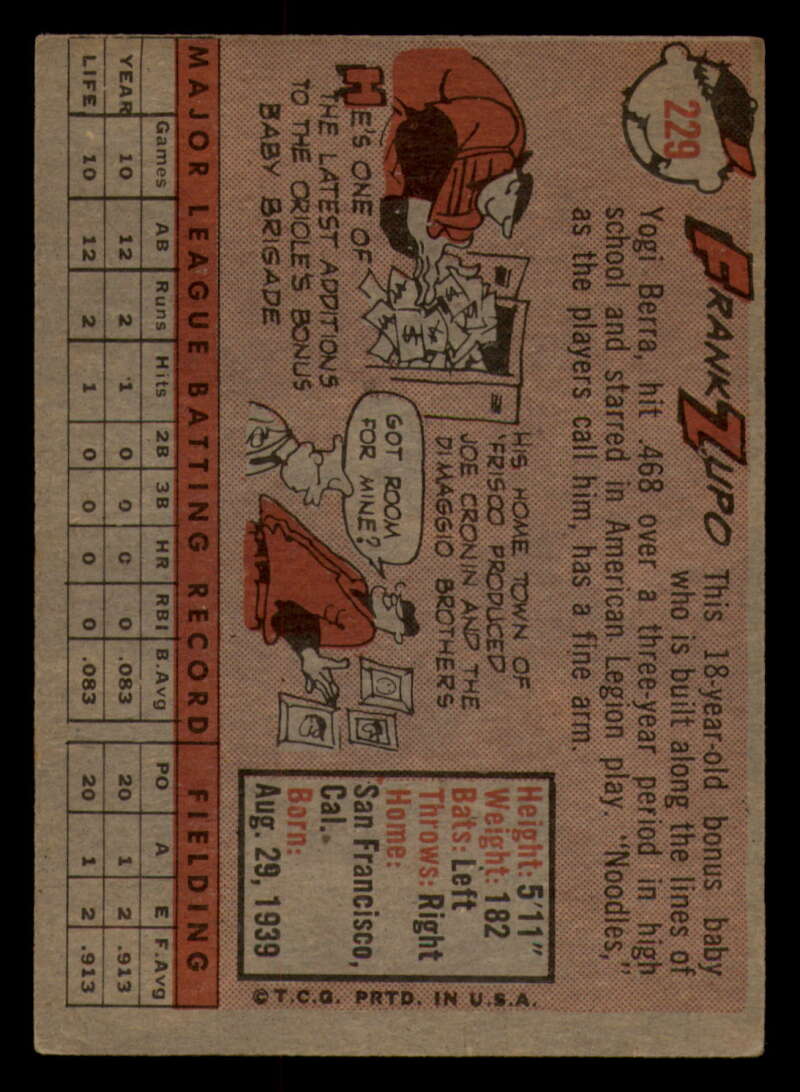 229
FRANK ZUPO
This 18-year-old bonus baby
who is built along the lines of
Yogi Berra, hit .468 over a three-year period in high
school and starred in American Legion play. "Noodles,"
as the players call him, has a fine arm.
HE'S ONE OF
THE LATEST ADDITIONS
TO THE ORIOLE'S BONUS
BABY BRIGADE
$
$
HIS HOME TOWN OF
'FRISCO PRODUCED
JOE CRONIN AND THE
DI MAGGIO BROTHERS
GOT ROOM
FOR MINE?
Height: 5'11"
Weight: 182
Bats: Left
Throws: Right
Home:
San Francisco,
Cal.
Born:
Aug. 29, 1939
©T.C.G. PRTD. IN U.S.A.
MAJOR LEAGUE BATTING RECORD FIELDING
Games AB Runs Hits 2B 3B HR RBI B.Avg PO A E F.Avg
YEAR 10 12 2 1 0 0 0 0 .083 20 1 2 .913
LIFE 10 12 2 1 0 0 0 0 .083 20 1 2 .913